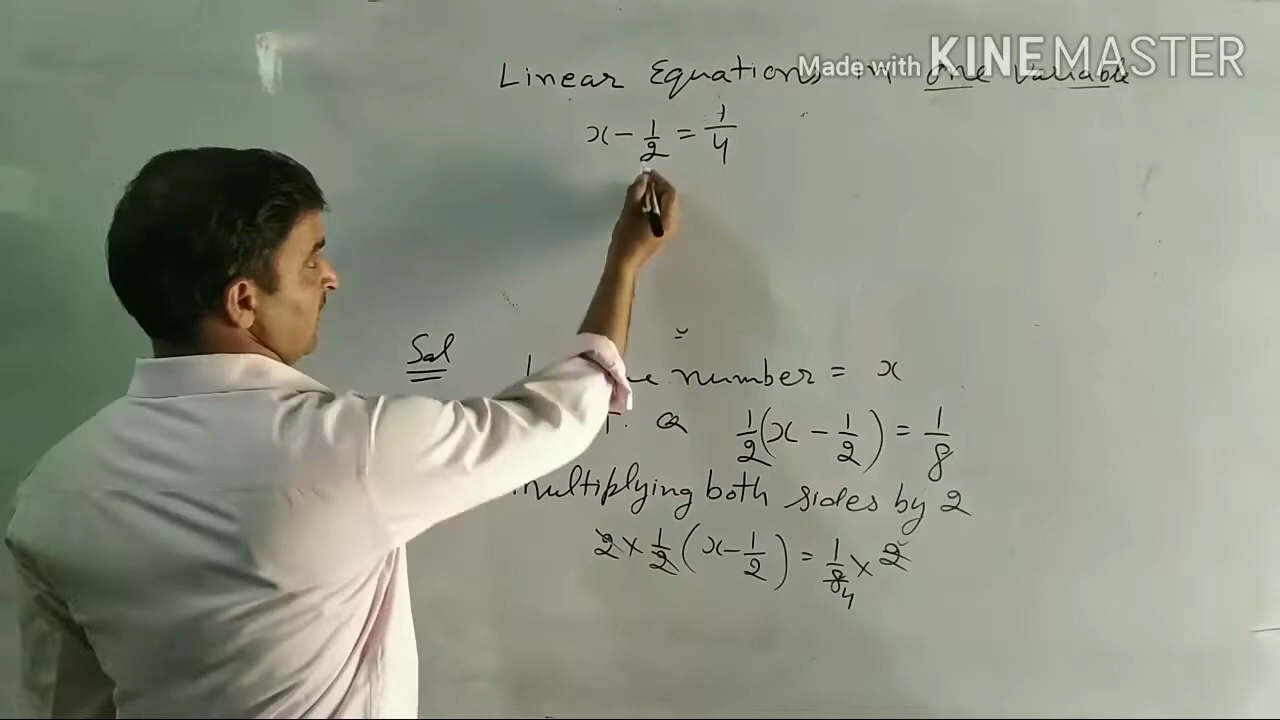 Made with KINEMASTER
Linear Equations in one variable
x - 1/2 = 1/4
Sol
number = x
Q 1/2(x - 1/2) = 1/8
multiplying both sides by 2
2 × 1/2 (x - 1/2) = 1/8 4 × 2